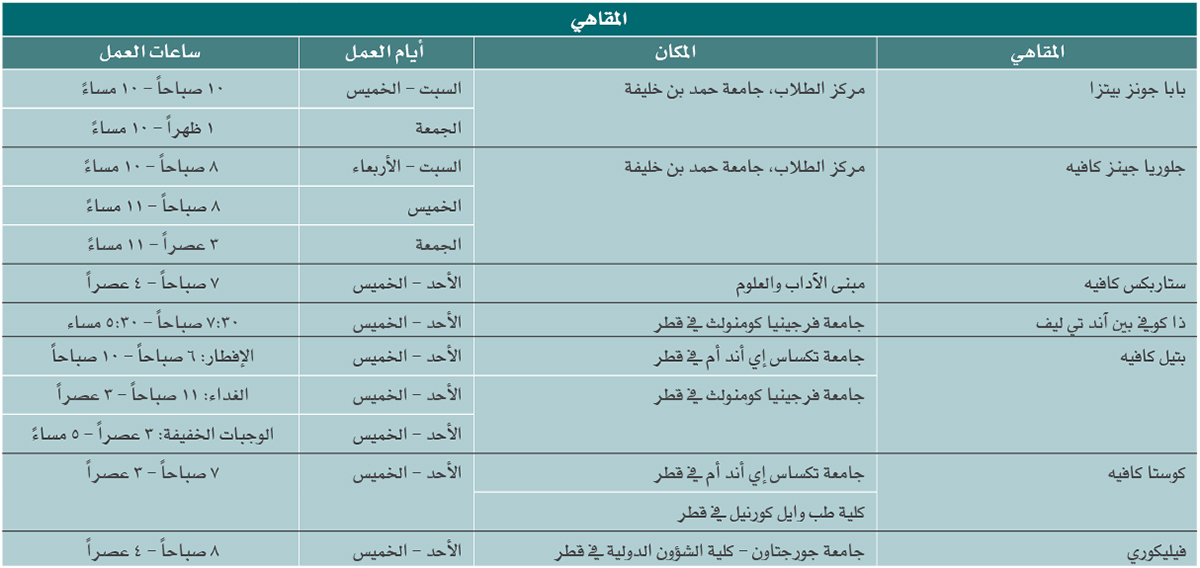 المقاهي
المقاهي المكان أيام العمل ساعات العمل
بابا جونز بيتزا مركز الطلاب، جامعة حمد بن خليفة السبت – الخميس ١٠ صباحاً – ١٠ مساءً
الجمعة ١ ظهراً – ١٠ مساءً
جلوريا جينز كافيه مركز الطلاب، جامعة حمد بن خليفة السبت – الأربعاء ٨ صباحاً – ١٠ مساءً
الخميس ٨ صباحاً – ١١ مساءً
الجمعة ٣ عصراً – ١١ مساءً
ستاربكس كافيه مبنى الآداب والعلوم الأحد – الخميس ٧ صباحاً – ٤ عصراً
ذا كوفي بين آند تي ليف جامعة فرجينيا كومنولث في قطر الأحد – الخميس ٧:٣٠ صباحاً – ٥:٣٠ مساء
بتيل كافيه جامعة تكساس إي أند أم في قطر الأحد – الخميس الإفطار: ٦ صباحاً – ١٠ صباحاً
جامعة فرجينيا كومنولث في قطر الأحد – الخميس الغداء: ١١ صباحاً – ٣ عصراً
الأحد – الخميس الوجبات الخفيفة: ٣ عصراً – ٥ مساءً
كوستا كافيه جامعة تكساس إي أند أم في قطر الأحد – الخميس ٧ صباحاً – ٣ عصراً
كلية طب وايل كورنيل في قطر
فيليكوري جامعة جورجتاون – كلية الشؤون الدولية في قطر الأحد – الخميس ٨ صباحاً – ٤ عصراً